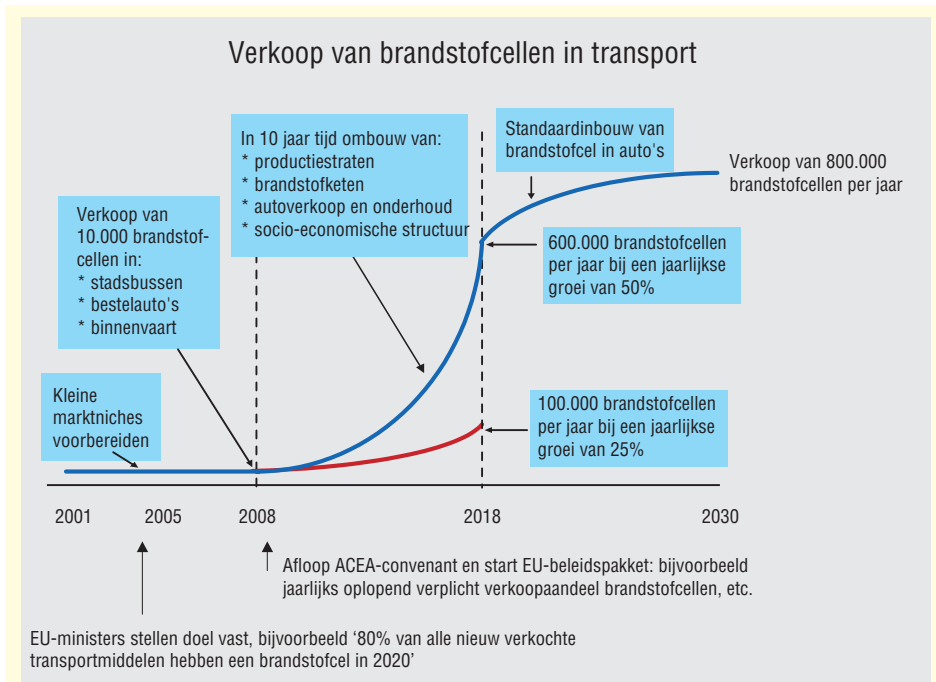 Verkoop van brandstofcellen in transport
Verkoop van
10.000 brandstof-
cellen in:
* stadsbussen
* bestelauto's
* binnenvaart
In 10 jaar tijd ombouw van:
* productiestraten
* brandstofketen
* autoverkoop en onderhoud
* socio-economische structuur
Standaardinbouw van
brandstofcel in auto's
Verkoop van 800.000
brandstofcellen per jaar
600.000 brandstofcellen
per jaar bij een jaarlijkse
groei van 50%
Kleine
marktniches
voorbereiden
100.000 brandstofcellen
per jaar bij een jaarlijkse
groei van 25%
2001 2005 2008 2018 2030
Afloop ACEA-convenant en start EU-beleidspakket: bijvoorbeeld
jaarlijks oplopend verplicht verkoopaandeel brandstofcellen, etc.
EU-ministers stellen doel vast, bijvoorbeeld ‘80% van alle nieuw verkochte
transportmiddelen hebben een brandstofcel in 2020’